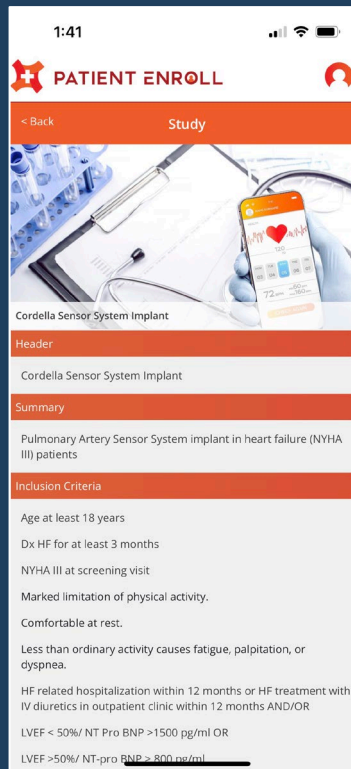 1:41
PATIENT ENROLL
< Back
Study
Cordella Sensor System Implant
Header
Cordella Sensor System Implant
Summary
Pulmonary Artery Sensor System implant in heart failure (NYHA
III) patients
Inclusion Criteria
Age at least 18 years
Dx HF for at least 3 months
NYHA III at screening visit
Marked limitation of physical activity.
Comfortable at rest.
Less than ordinary activity causes fatigue, palpitation, or
dyspnea.
HF related hospitalization within 12 months or HF treatment with
IV diuretics in outpatient clinic within 12 months AND/OR
LVEF < 50%/ NT Pro BNP >1500 pg/ml OR
LVEF >50%/ NT-pro BNP > 800 pg/ml